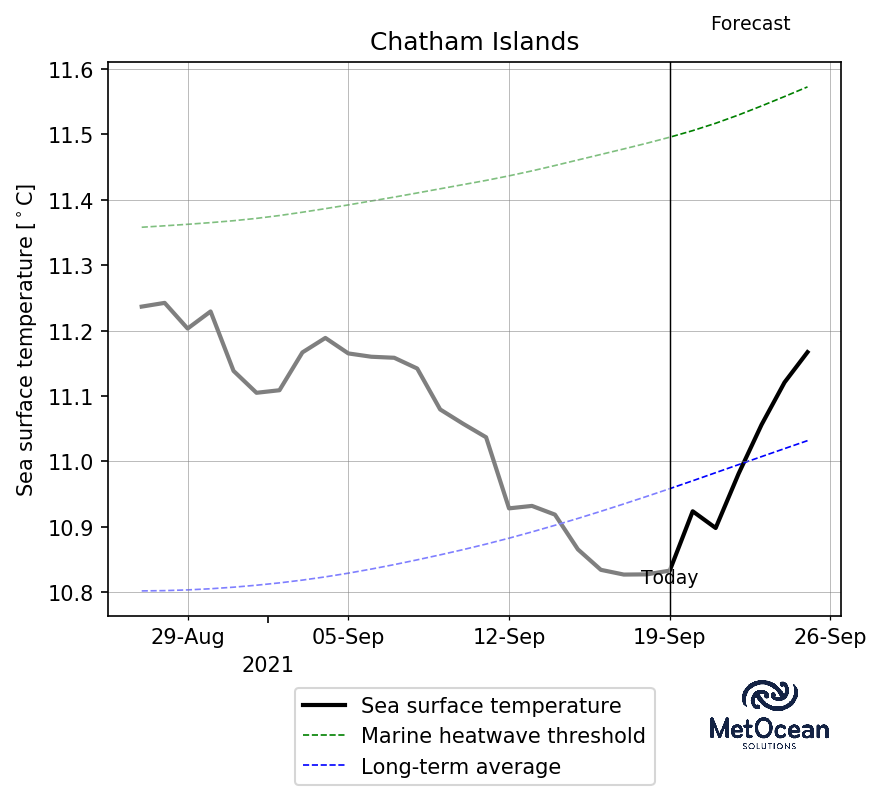 Forecast
Chatham Islands
Sea surface temperature [°C]
11.6
11.5
11.4
11.3
11.2
11.1
11.0
10.9
10.8
Today
29-Aug 05-Sep 12-Sep 19-Sep 26-Sep
2021
Sea surface temperature
Marine heatwave threshold
Long-term average
MetOcean
SOLUTIONS